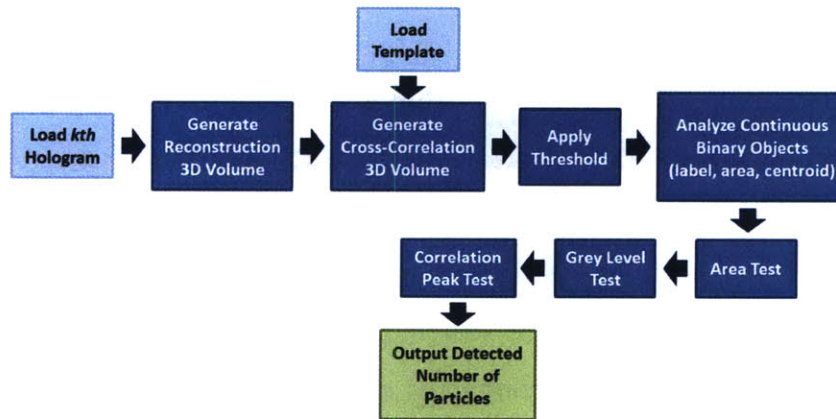 Load
Template
Load kth
Hologram
Generate
Reconstruction
3D Volume
Generate
Cross-Correlation
3D Volume
Apply
Threshold
Analyze Continuous
Binary Objects
(label, area, centroid)
Correlation
Peak Test
Grey Level
Test
Area Test
Output Detected
Number of
Particles